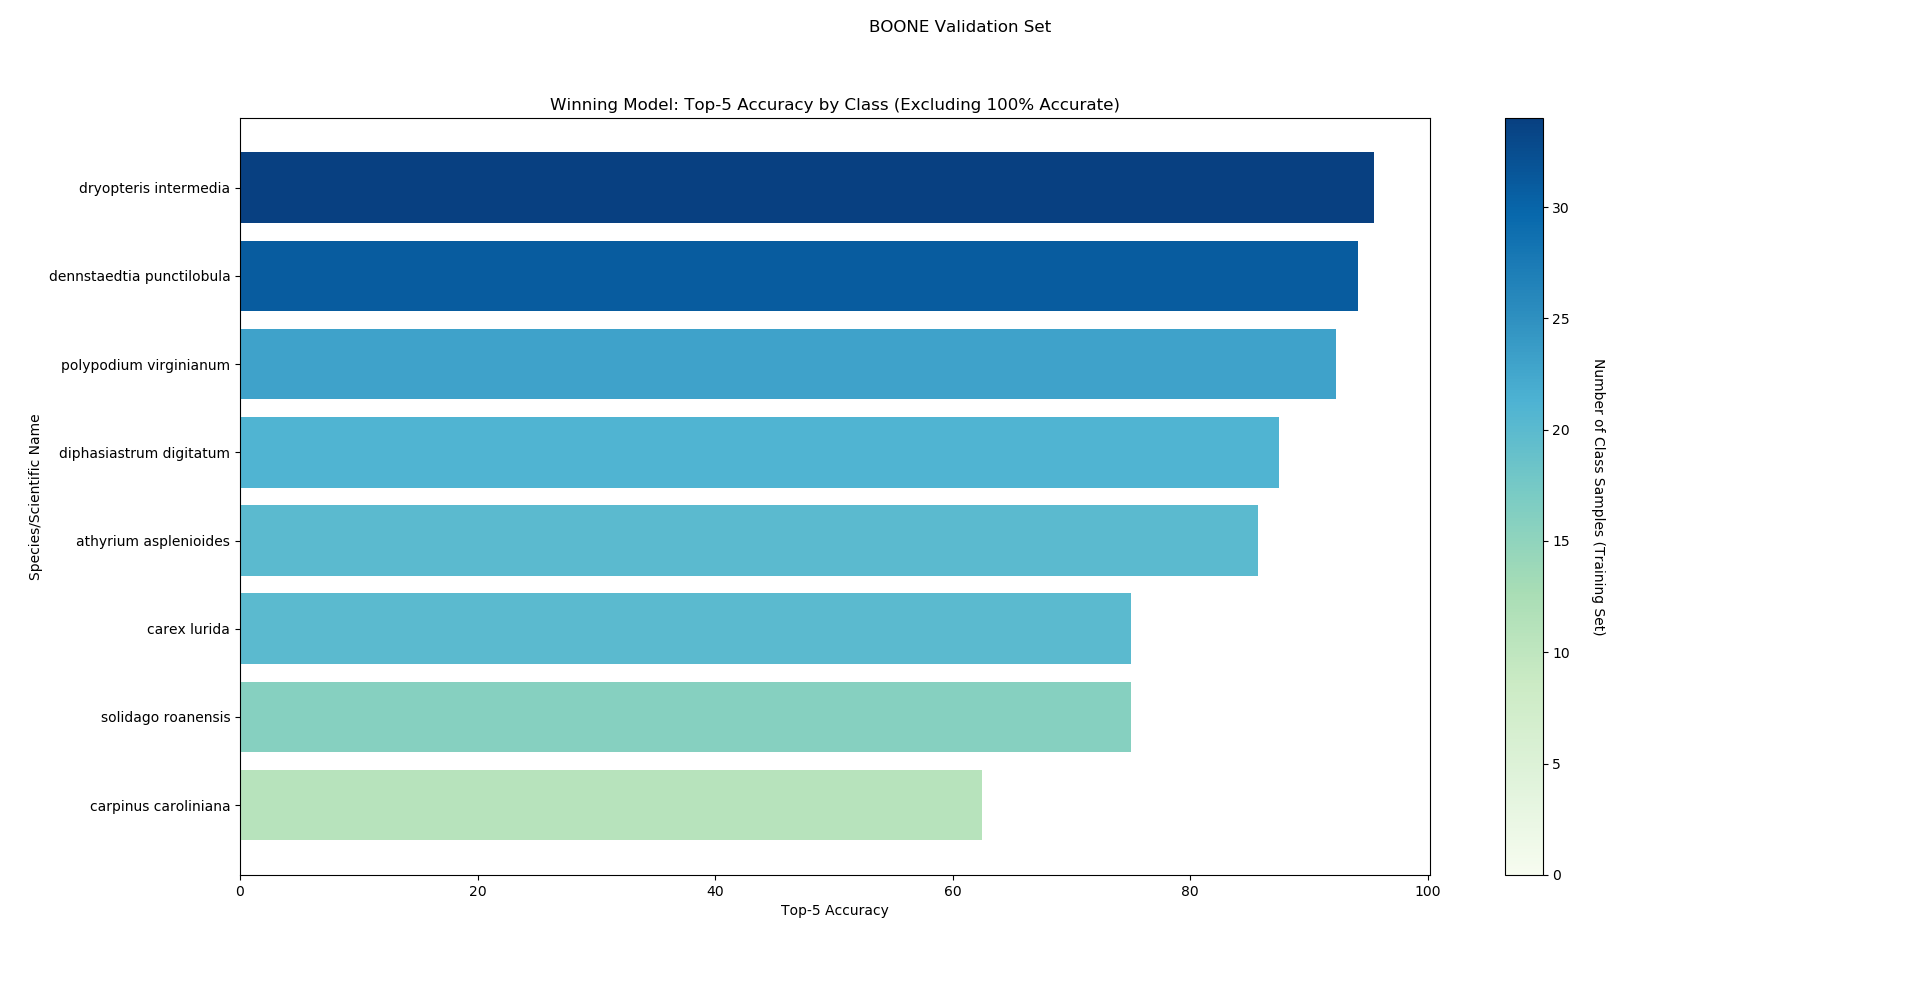 BOONE Validation Set
Winning Model: Top-5 Accuracy by Class (Excluding 100% Accurate)
Species/Scientific Name
dryopteris intermedia
dennstaedtia punctilobula
polypodium virginianum
diphasiastrum digitatum
athyrium asplenioides
carex lurida
solidago roanensis
carpinus caroliniana
0 20 40 60 80 100
Top-5 Accuracy
30
25
20
15
10
5
0
Number of Class Samples (Training Set)